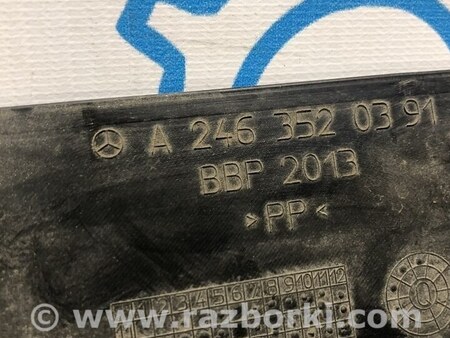 A 246 352 03 91
BBP 2013
>PP<
1 2 3 4 5 6 7 8 9 10 11 12
www.razborki.com